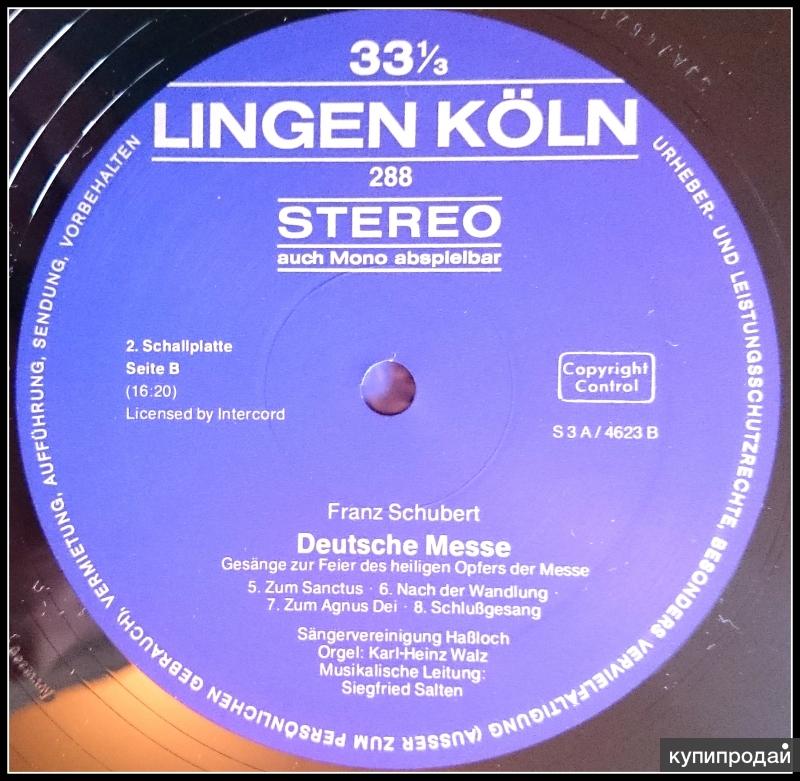 33⅓
LINGEN KÖLN
288
STEREO
auch Mono abspielbar
2. Schallplatte
Seite B
(16:20)
Licensed by Intercord
Copyright
Control
S 3 A / 4623 B
Franz Schubert
Deutsche Messe
Gesänge zur Feier des heiligen Opfers der Messe
5. Zum Sanctus · 6. Nach der Wandlung ·
7. Zum Agnus Dei · 8. Schlußgesang
Sängervereinigung Haßloch
Orgel: Karl-Heinz Walz
Musikalische Leitung:
Siegfried Salten
URHEBER- UND LEISTUNGSSCHUTZRECHTE, BESONDERS VERVIELFÄLTIGUNG (AUSSER ZUM PERSÖNLICHEN GEBRAUCH), VERMIETUNG, AUFFÜHRUNG, SENDUNG, VORBEHALTEN
купипродай